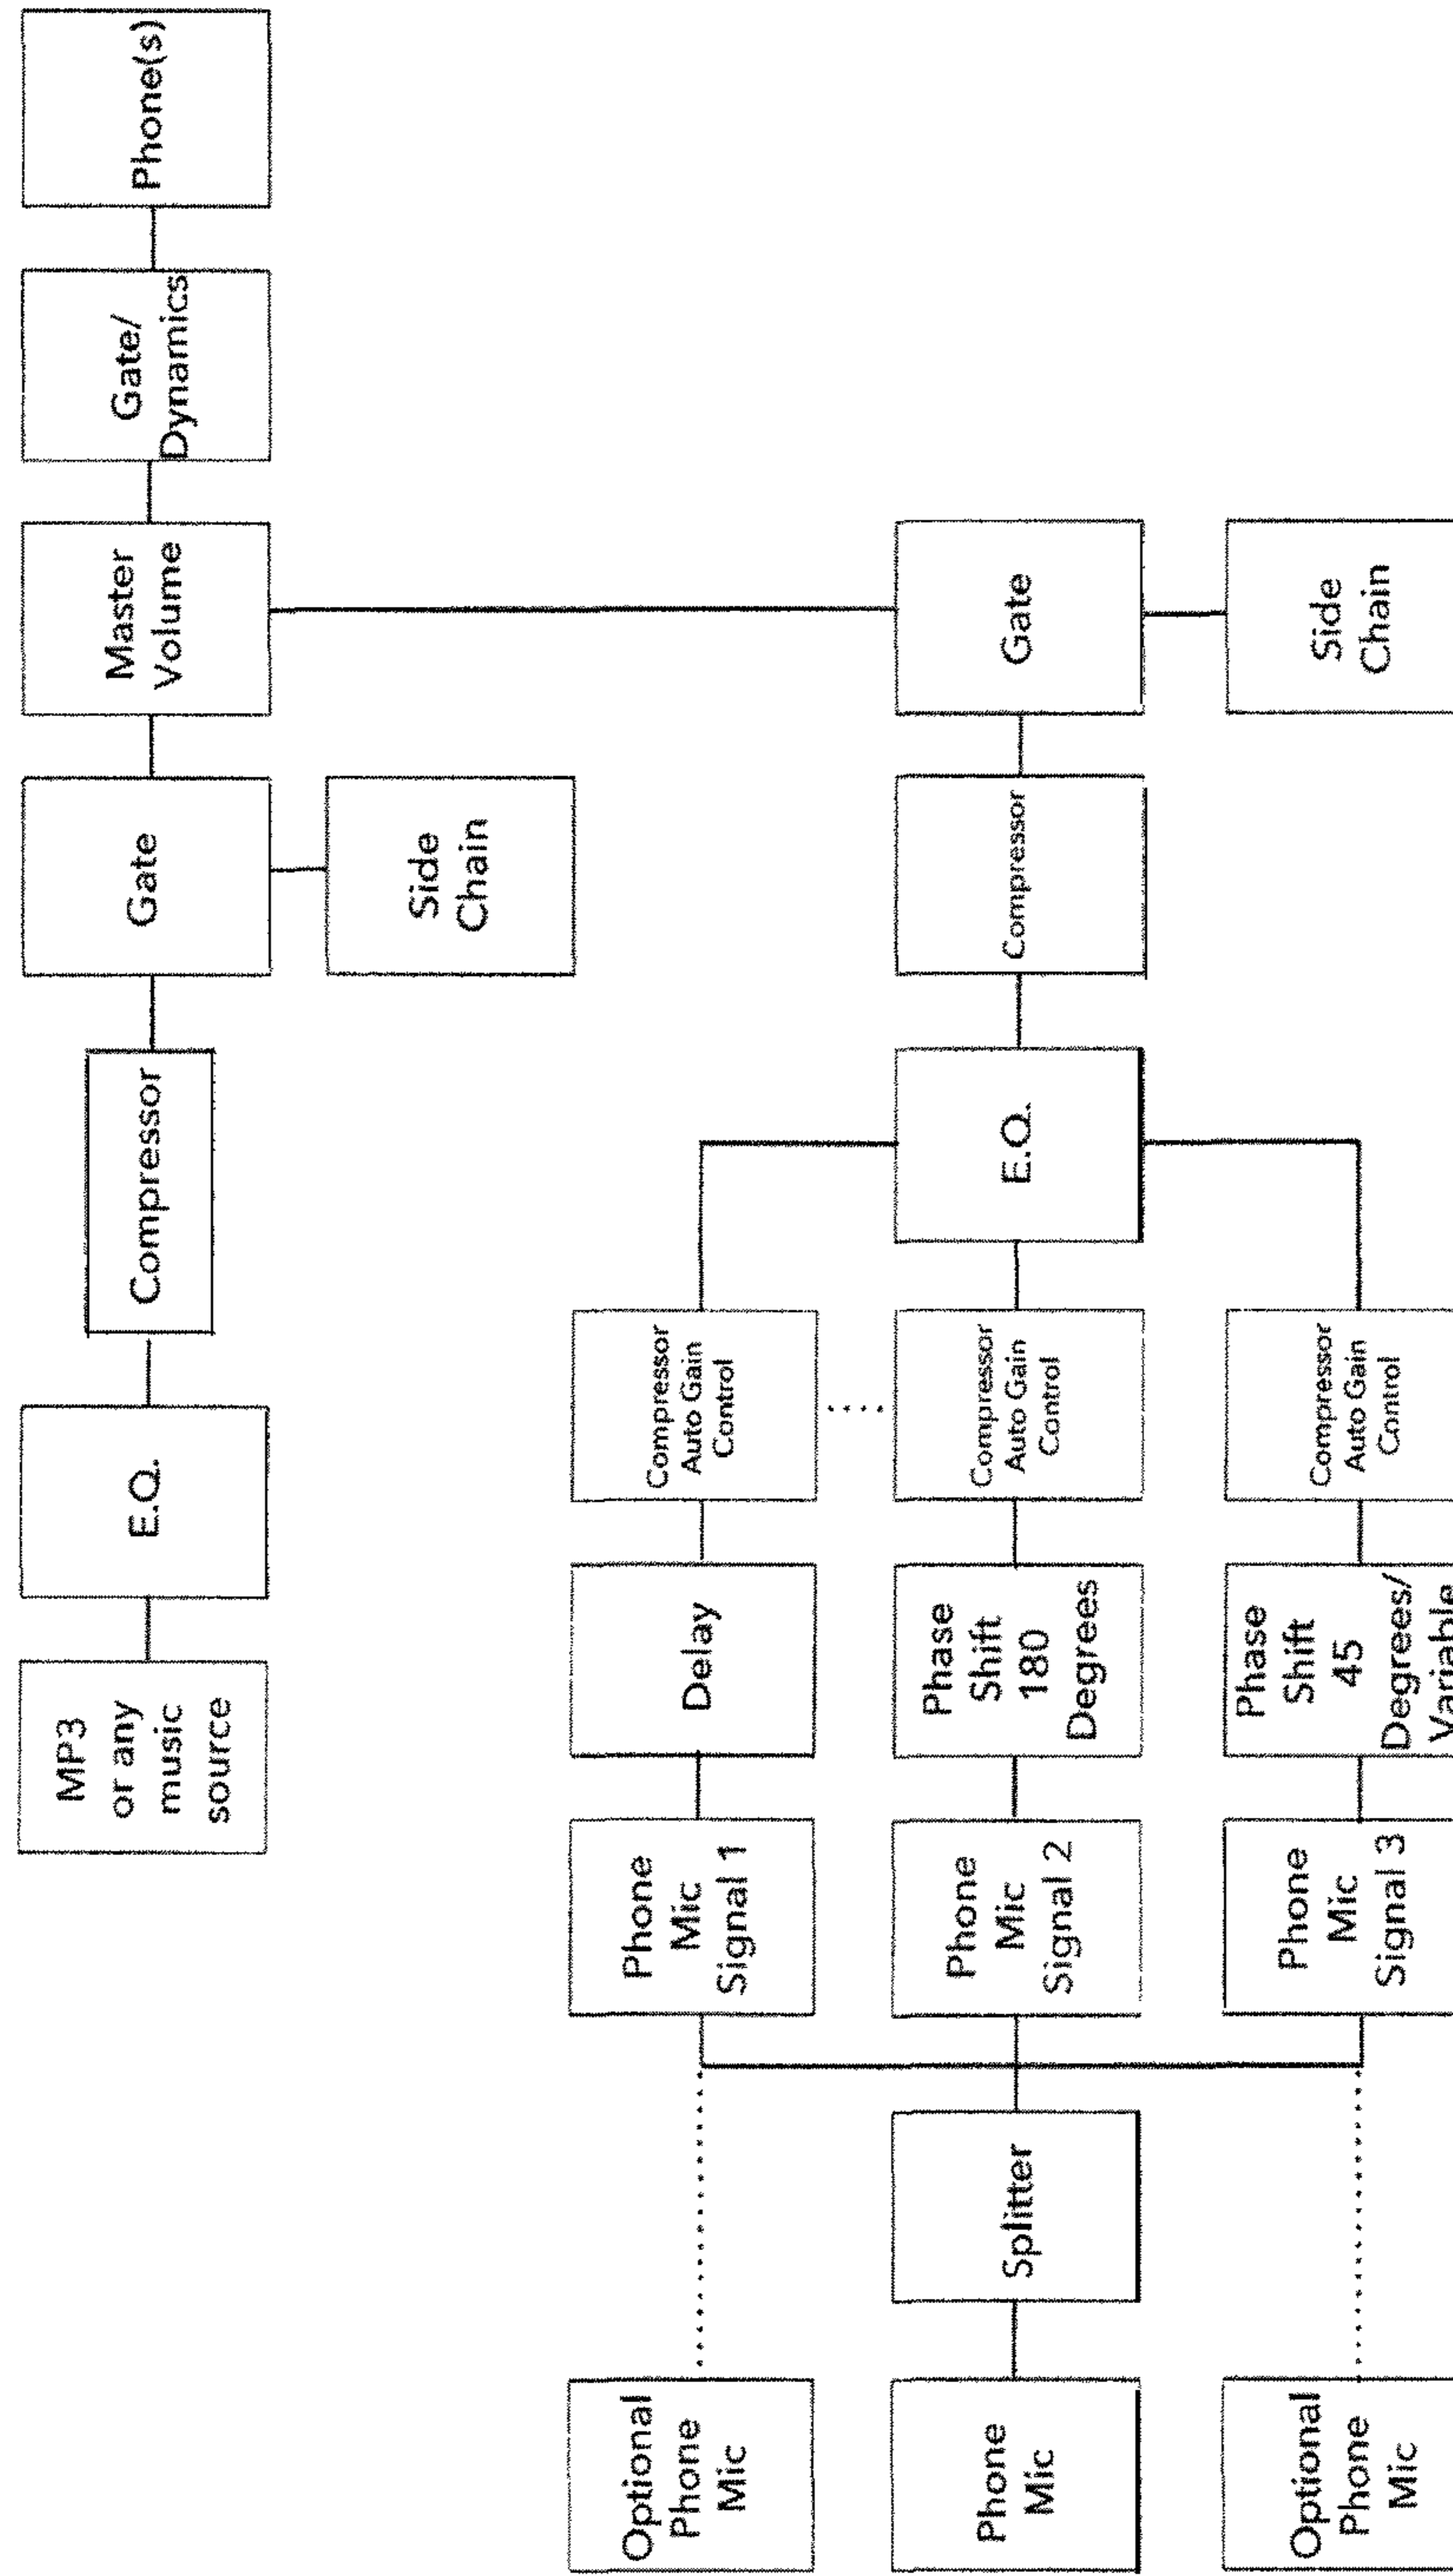 MP3
or any
music
source
E.Q.
Compressor
Gate
Master
Volume
Gate/
Dynamics
Phone(s)
Side
Chain
Optional
Phone
Mic
Phone
Mic
Signal 1
Delay
Compressor
Auto Gain
Control
Phone
Mic
Splitter
Phone
Mic
Signal 2
Phase
Shift
180
Degrees
Compressor
Auto Gain
Control
E.Q.
Compressor
Gate
Optional
Phone
Mic
Phone
Mic
Signal 3
Phase
Shift
45
Degrees/
Variable
Compressor
Auto Gain
Control
Side
Chain